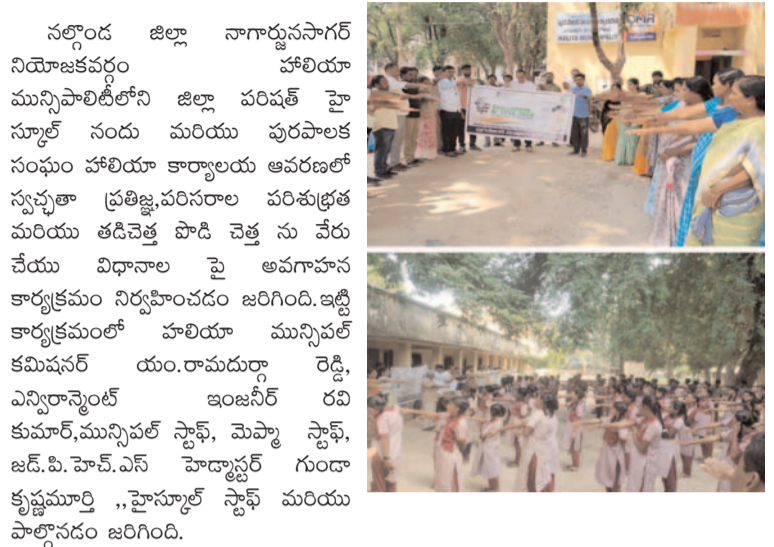 నల్గొండ జిల్లా నాగార్జునసాగర్
నియోజకవర్గం హాలియా
మున్సిపాలిటీలోని జిల్లా పరిషత్ హై
స్కూల్ నందు మరియు పురపాలక
సంఘం హాలియా కార్యాలయ ఆవరణలో
స్వచ్ఛతా ప్రతిజ్ఞ,పరిసరాల పరిశుభ్రత
మరియు తడిచెత్త పొడి చెత్త ను వేరు
చేయు విధానాల పై అవగాహన
కార్యక్రమం నిర్వహించడం జరిగింది.ఇట్టి
కార్యక్రమంలో హలియా మున్సిపల్
కమిషనర్ యం.రామదుర్గా రెడ్డి,
ఎన్విరాన్మెంట్ ఇంజనీర్ రవి
కుమార్,మున్సిపల్ స్టాఫ్, మెప్మా స్టాఫ్,
జడ్.పి.హెచ్.ఎస్ హెడ్మాస్టర్ గుండా
కృష్ణమూర్తి ,,హైస్కూల్ స్టాఫ్ మరియు
పాల్గొనడం జరిగింది.